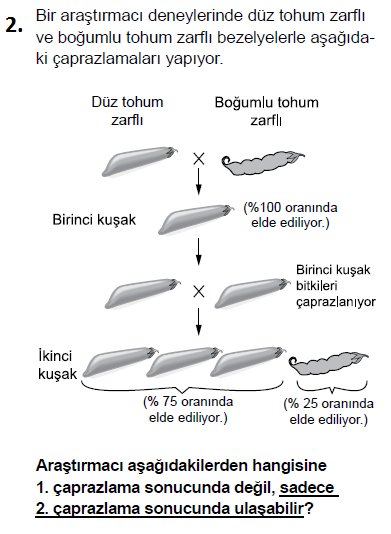 2. Bir araştırmacı deneylerinde düz tohum zarflı
ve boğumlu tohum zarflı bezelyelerle aşağıda-
ki çaprazlamaları yapıyor.
Düz tohum
zarflı
Boğumlu tohum
zarflı
X
Birinci kuşak
(%100 oranında
elde ediliyor.)
X
Birinci kuşak
bitkileri
çaprazlanıyor
İkinci
kuşak
(% 75 oranında
elde ediliyor.)
(% 25 oranında
elde ediliyor.)
Araştırmacı aşağıdakilerden hangisine
1. çaprazlama sonucunda değil, sadece
2. çaprazlama sonucunda ulaşabilir?